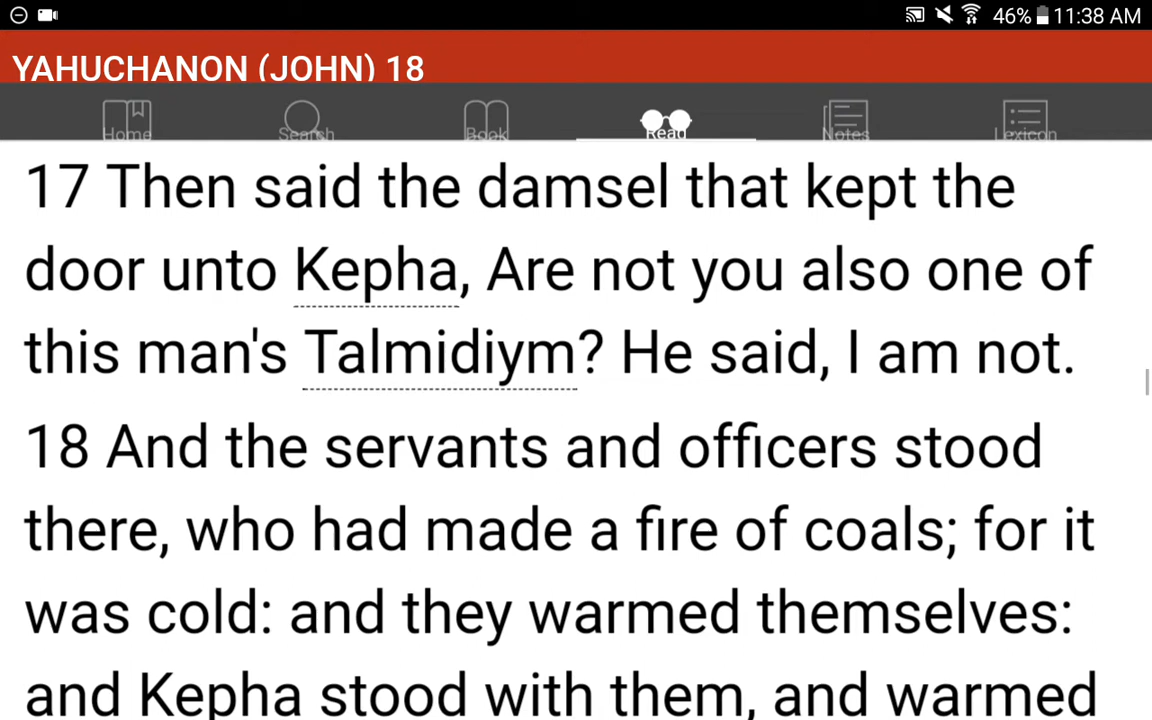 46% 11:38 AM
YAHUCHANON (JOHN) 18
Home Search Book Read Notes Lexicon
17 Then said the damsel that kept the
door unto Kepha, Are not you also one of
this man's Talmidiym? He said, I am not.
18 And the servants and officers stood
there, who had made a fire of coals; for it
was cold: and they warmed themselves:
and Kepha stood with them, and warmed